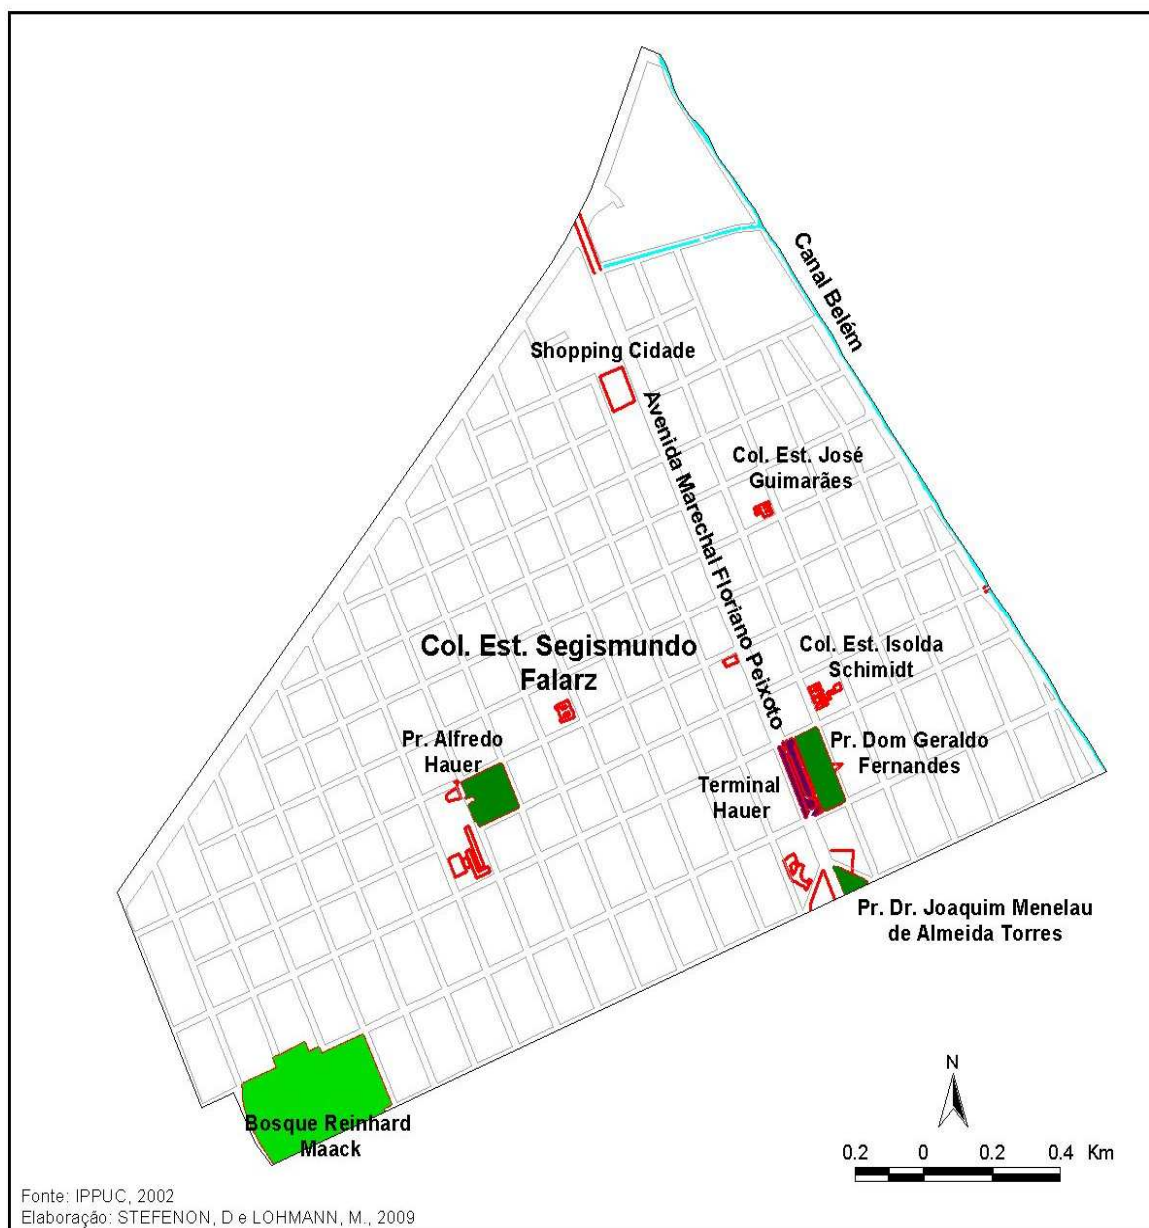 Canal Belém
Shopping Cidade
Avenida Marechal Floriano Peixoto
Col. Est. José
Guimarães
Col. Est. Segismundo
Falarz
Col. Est. Isolda
Schimidt
Pr. Alfredo
Hauer
Pr. Dom Geraldo
Fernandes
Terminal
Hauer
Pr. Dr. Joaquim Menelau
de Almeida Torres
N
Bosque Reinhard
Maack
0.2 0 0.2 0.4 Km
Fonte: IPPUC, 2002
Elaboração: STEFENON, D e LOHMANN, M., 2009